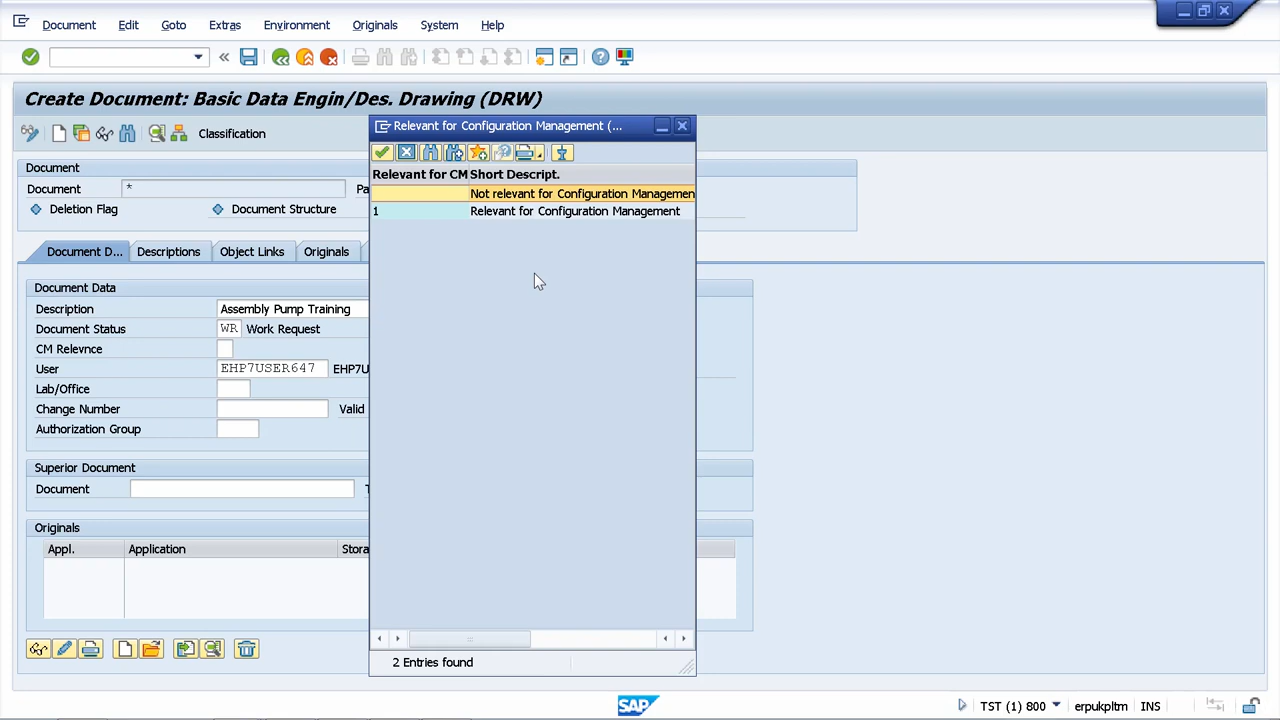 Document Edit Goto Extras Environment Originals System Help
Create Document: Basic Data Engin/Des. Drawing (DRW)
Classification
Relevant for Configuration Management (...
Document
Document * Pa
Deletion Flag Document Structure
Relevant for CM Short Descript.
Not relevant for Configuration Managemen
1 Relevant for Configuration Management
Document D... Descriptions Object Links Originals
Document Data
Description Assembly Pump Training
Document Status WR Work Request
CM Relevnce
User EHP7USER647 EHP7U
Lab/Office
Change Number Valid
Authorization Group
Superior Document
Document T
Originals
Appl. Application Stora
2 Entries found
SAP TST (1) 800 erpukpltm INS